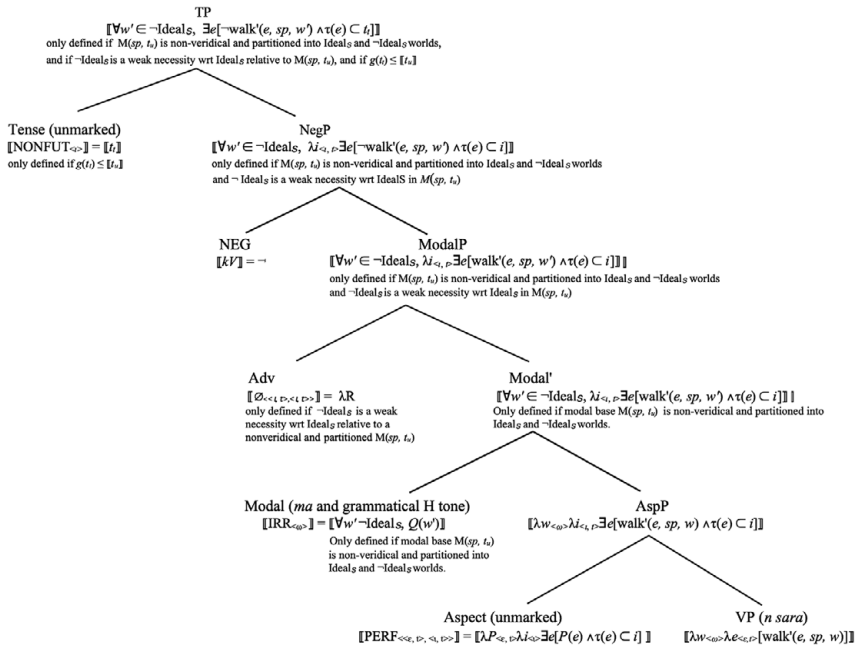 TP
⟦∀w'∈¬Ideal_S, ∃e[¬walk'(e, sp, w') ∧τ(e)⊂ t_t]⟧
only defined if M(sp, t_u) is non-veridical and partitioned into Ideal_S and ¬Ideal_S worlds,
and if ¬Ideal_S is a weak necessity wrt Ideal_S relative to M(sp, t_u), and if g(t_t) ≤ ⟦t_u⟧
Tense (unmarked)
⟦NONFUT_<i>⟧ = ⟦t_t⟧
only defined if g(t_t) ≤ ⟦t_u⟧
NegP
⟦∀w'∈¬Ideal_S, λi_<i, t>∃e[¬walk'(e, sp, w') ∧τ(e)⊂ i]⟧
only defined if M(sp, t_u) is non-veridical and partitioned into Ideal_S and ¬Ideal_S worlds
and ¬ Ideal_S is a weak necessity wrt IdealS in M(sp, t_u)
NEG
⟦kV⟧ = ¬
ModalP
⟦∀w'∈¬Ideal_S, λi_<i, t>∃e[walk'(e, sp, w') ∧τ(e)⊂ i]⟧ |
only defined if M(sp, t_u) is non-veridical and partitioned into Ideal_S and ¬Ideal_S worlds
and ¬Ideal_S is a weak necessity wrt Ideal_S in M(sp, t_u)
Adv
⟦∅_<<i, t>,<i, t>>⟧ = λR
only defined if ¬Ideal_S is a weak
necessity wrt Ideal_S relative to a
nonveridical and partitioned M(sp, t_u)
Modal'
⟦∀w'∈¬Ideal_S, λi_<i, t>∃e[walk'(e, sp, w') ∧τ(e)⊂ i]⟧ |
Only defined if modal base M(sp, t_u) is non-veridical and partitioned into
Ideal_S and ¬Ideal_S worlds.
Modal (ma and grammatical H tone)
⟦IRR_<ω>⟧ = ⟦∀w'¬Ideal_S, Q(w')⟧
Only defined if modal base M(sp, t_u)
is non-veridical and partitioned into
Ideal_S and ¬Ideal_S worlds.
AspP
⟦λw_<ω>λi_<i, t>∃e[walk'(e, sp, w) ∧τ(e)⊂ i]⟧
Aspect (unmarked)
⟦PERF_<<ε, t>, <i, t>>⟧ = ⟦λP_<ε, t>λi_<i>∃e[P(e) ∧τ(e)⊂ i ]⟧
VP (n sara)
⟦λw_<ω>λe_<ε,t>[walk'(e, sp, w)]⟧